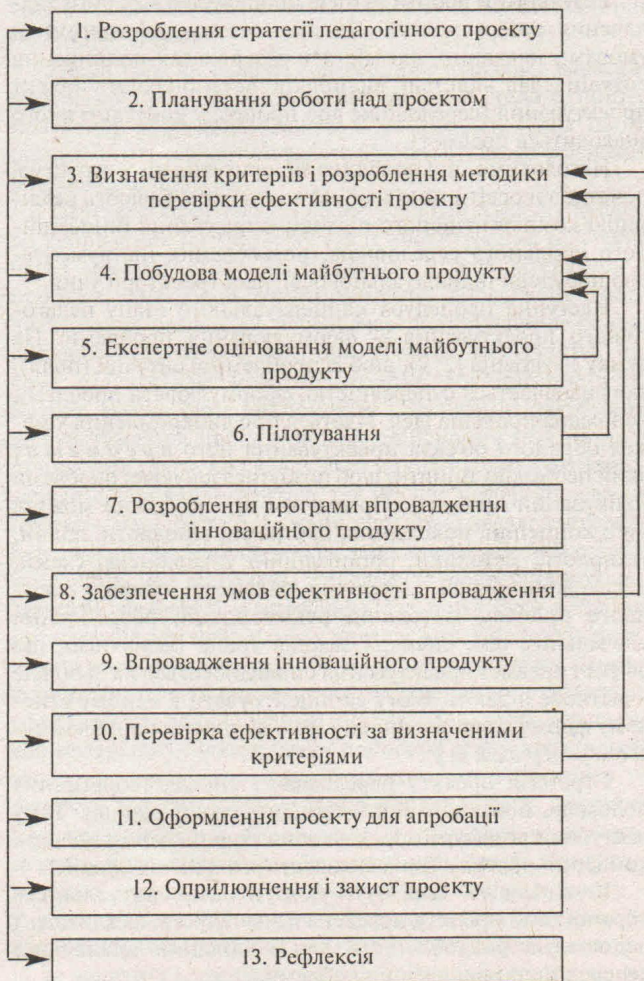 1. Розроблення стратегії педагогічного проекту
2. Планування роботи над проектом
3. Визначення критеріїв і розроблення методики
перевірки ефективності проекту
4. Побудова моделі майбутнього продукту
5. Експертне оцінювання моделі майбутнього
продукту
6. Пілотування
7. Розроблення програм впровадження
інноваційного продукту
8. Забезпечення умов ефективності впровадження
9. Впровадження інноваційного продукту
10. Перевірка ефективності за визначеними
критеріями
11. Оформлення проекту для апробації
12. Оприлюднення і захист проекту
13. Рефлексія